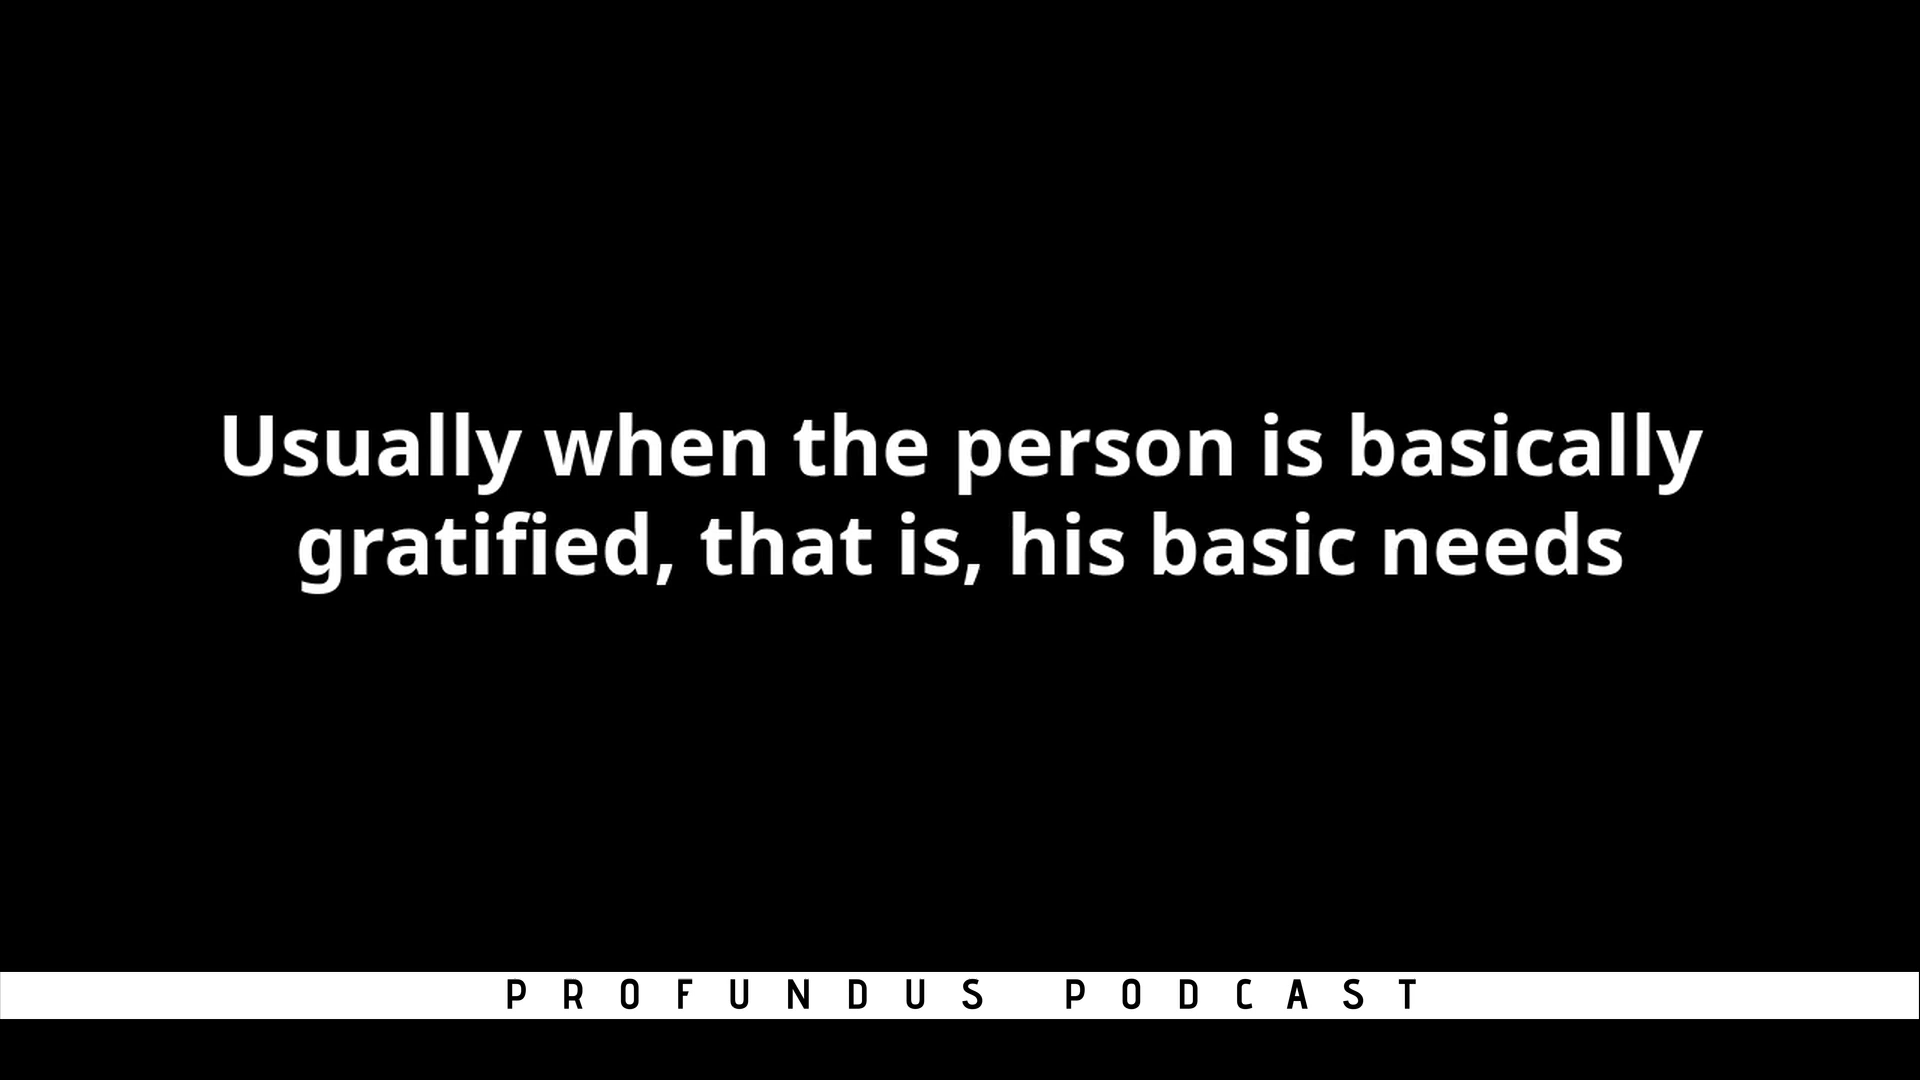 Usually when the person is basically
gratified, that is, his basic needs
PROFUNDUS PODCAST